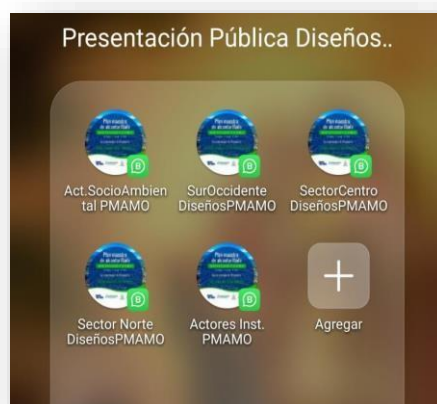 Presentación Pública Diseños..
Act.SocioAmbien
tal PMAMO
SurOccidente
DiseñosPMAMO
SectorCentro
DiseñosPMAMO
Sector Norte
DiseñosPMAMO
Actores Inst.
PMAMO
Agregar